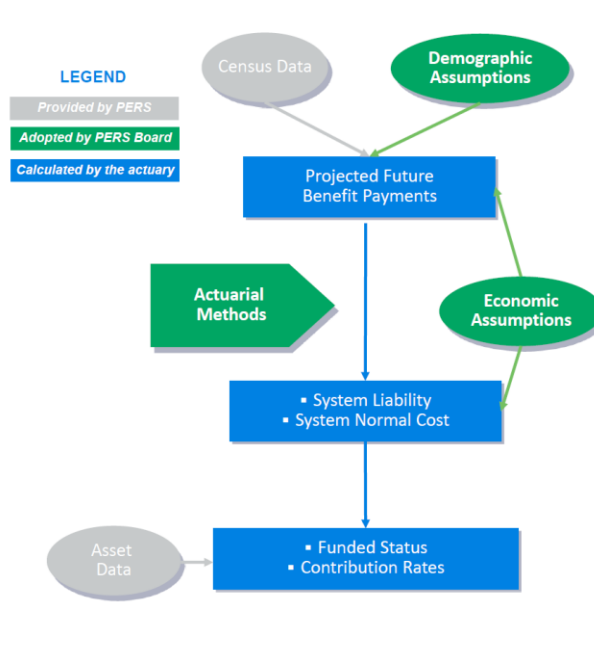 LEGEND
Provided by PERS
Adopted by PERS Board
Calculated by the actuary
Census Data
Demographic
Assumptions
Projected Future
Benefit Payments
Actuarial
Methods
Economic
Assumptions
▪ System Liability
▪ System Normal Cost
Asset
Data
▪ Funded Status
▪ Contribution Rates